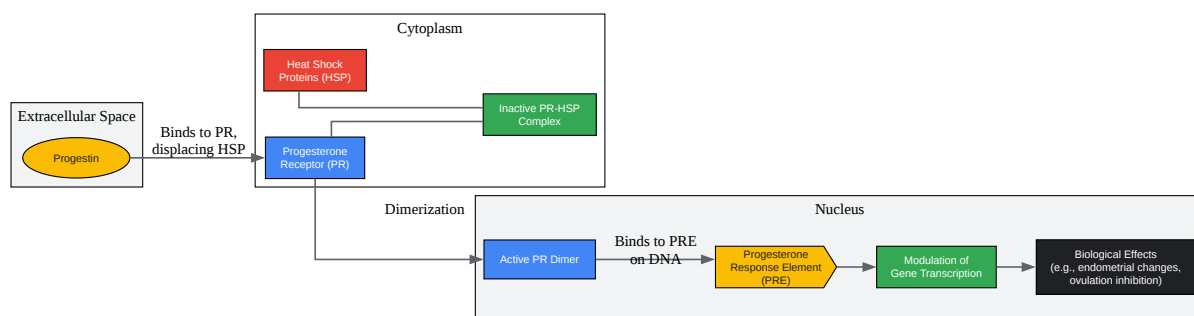 Cytoplasm
Heat Shock
Proteins (HSP)
Inactive PR-HSP
Complex
Extracellular Space
Progestin
Binds to PR,
displacing HSP
Progesterone
Receptor (PR)
Dimerization
Nucleus
Active PR Dimer
Binds to PRE
on DNA
Progesterone
Response Element
(PRE)
Modulation of
Gene Transcription
Biological Effects
(e.g., endometrial changes,
ovulation inhibition)